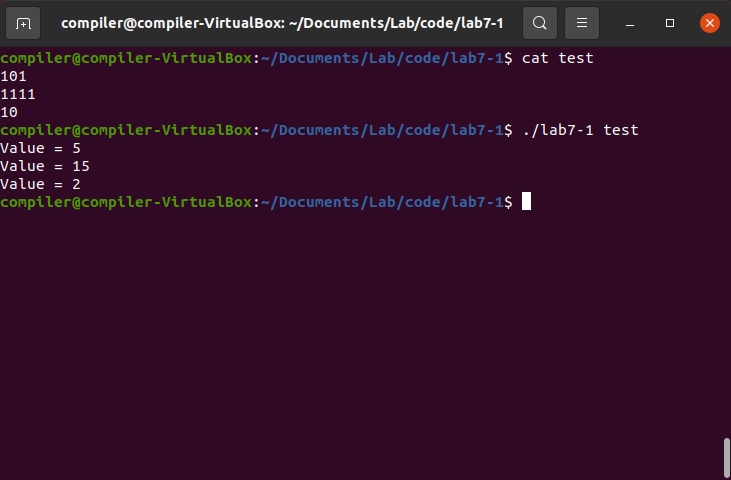 compiler@compiler-VirtualBox: ~/Documents/Lab/code/lab7-1
compiler@compiler-VirtualBox:~/Documents/Lab/code/lab7-1$ cat test
101
1111
10
compiler@compiler-VirtualBox:~/Documents/Lab/code/lab7-1$ ./lab7-1 test
Value = 5
Value = 15
Value = 2
compiler@compiler-VirtualBox:~/Documents/Lab/code/lab7-1$